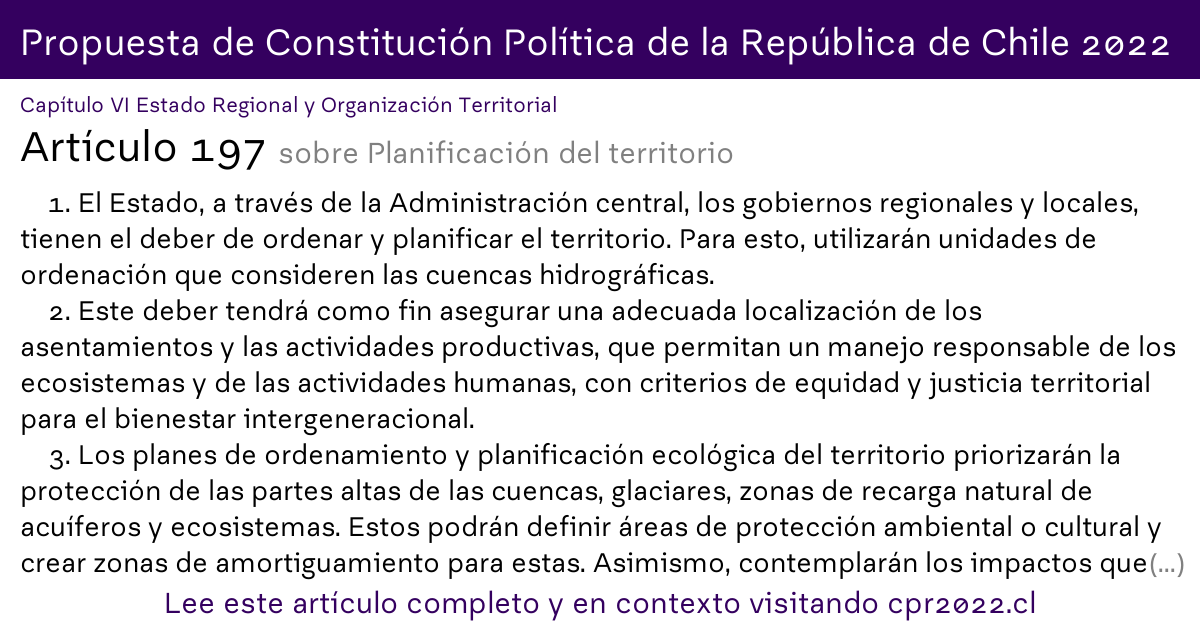 Propuesta de Constitución Política de la República de Chile 2022
Capítulo VI Estado Regional y Organización Territorial
Artículo 197 sobre Planificación del territorio
1. El Estado, a través de la Administración central, los gobiernos regionales y locales,
tienen el deber de ordenar y planificar el territorio. Para esto, utilizarán unidades de
ordenación que consideren las cuencas hidrográficas.
2. Este deber tendrá como fin asegurar una adecuada localización de los
asentamientos y las actividades productivas, que permitan un manejo responsable de los
ecosistemas y de las actividades humanas, con criterios de equidad y justicia territorial
para el bienestar intergeneracional.
3. Los planes de ordenamiento y planificación ecológica del territorio priorizarán la
protección de las partes altas de las cuencas, glaciares, zonas de recarga natural de
acuíferos y ecosistemas. Estos podrán definir áreas de protección ambiental o cultural y
crear zonas de amortiguamiento para estas. Asimismo, contemplarán los impactos que(...)
Lee este artículo completo y en contexto visitando cpr2022.cl